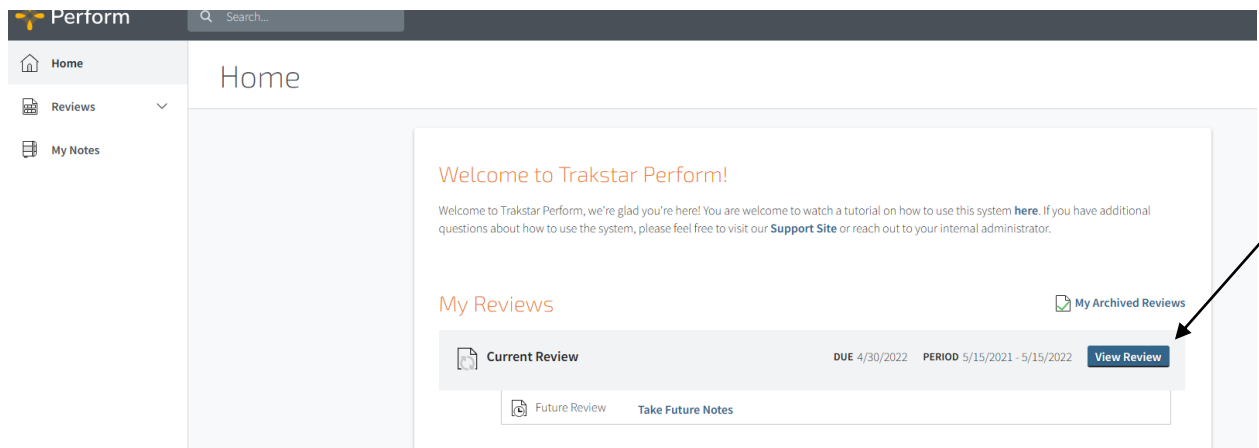 Perform
Search...
Home
Reviews
My Notes
Home
Welcome to Trakstar Perform!
Welcome to Trakstar Perform, we're glad you're here! You are welcome to watch a tutorial on how to use this system here. If you have additional
questions about how to use the system, please feel free to visit our Support Site or reach out to your internal administrator.
My Reviews
My Archived Reviews
Current Review DUE 4/30/2022 PERIOD 5/15/2021 - 5/15/2022 View Review
Future Review Take Future Notes